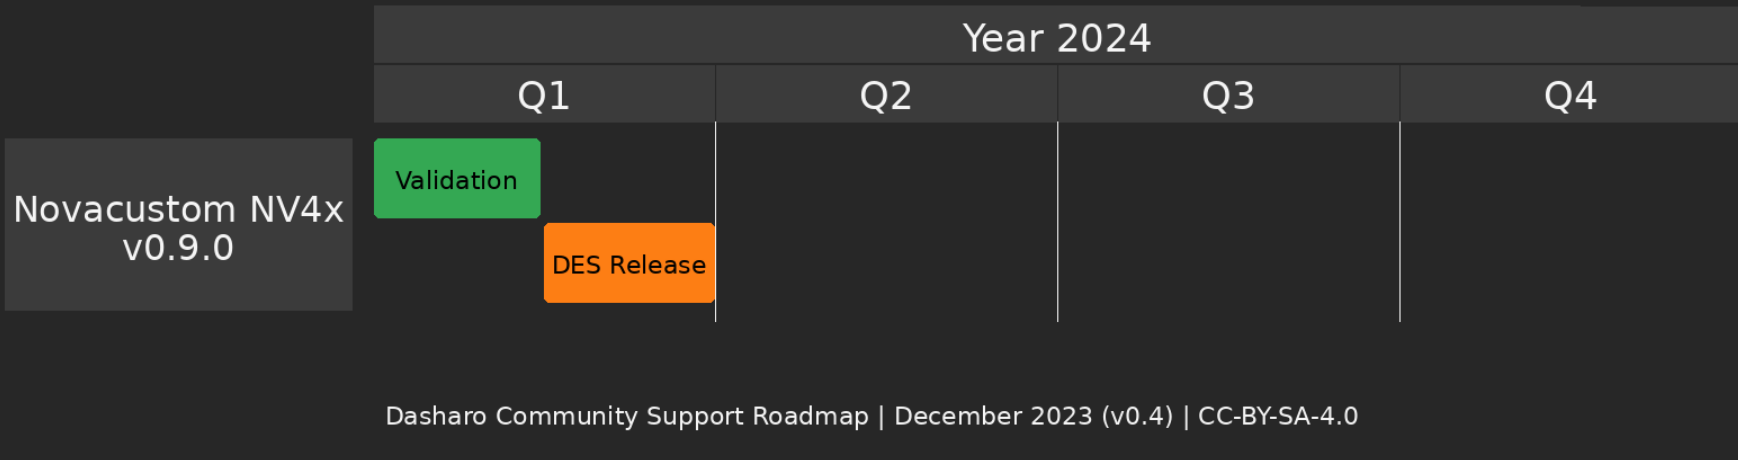 Year 2024
Q1 Q2 Q3 Q4
Novacustom NV4x
v0.9.0
Validation
DES Release
Dasharo Community Support Roadmap | December 2023 (v0.4) | CC-BY-SA-4.0